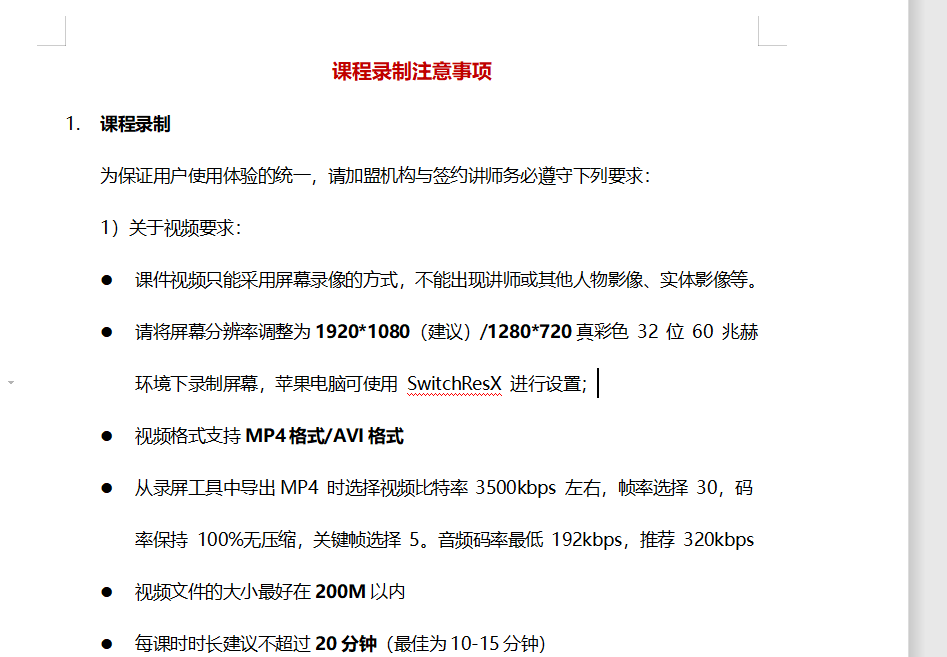 课程录制注意事项
1. 课程录制
为保证用户使用体验的统一，请加盟机构与签约讲师务必遵守下列要求：
1）关于视频要求：
● 课件视频只能采用屏幕录像的方式，不能出现讲师或其他人物影像、实体影像等。
● 请将屏幕分辨率调整为 1920*1080（建议）/1280*720 真彩色 32 位 60 兆赫
环境下录制屏幕，苹果电脑可使用 SwitchResX 进行设置；
● 视频格式支持 MP4 格式/AVI 格式
● 从录屏工具中导出 MP4 时选择视频比特率 3500kbps 左右，帧率选择 30，码
率保持 100%无压缩，关键帧选择 5。音频码率最低 192kbps，推荐 320kbps
● 视频文件的大小最好在 200M 以内
● 每课时时长建议不超过 20 分钟（最佳为 10-15 分钟）